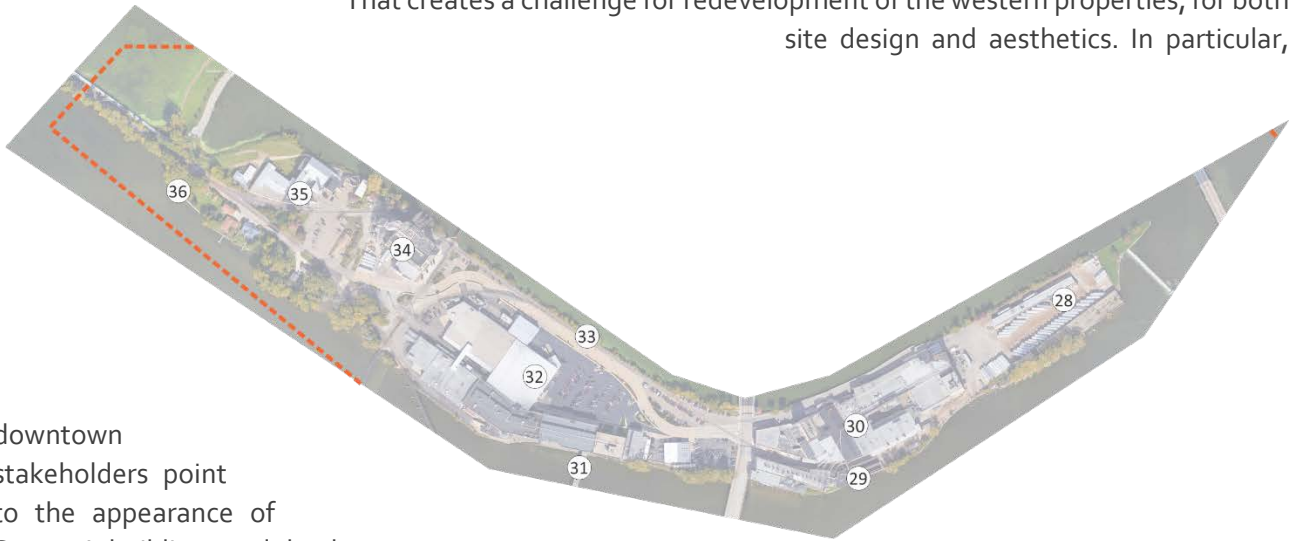 That creates a challenge for redevelopment of the western properties, for both
site design and aesthetics. In particular,
36
35
34
33
32
31
30
29
28
downtown
stakeholders point
to the appearance of